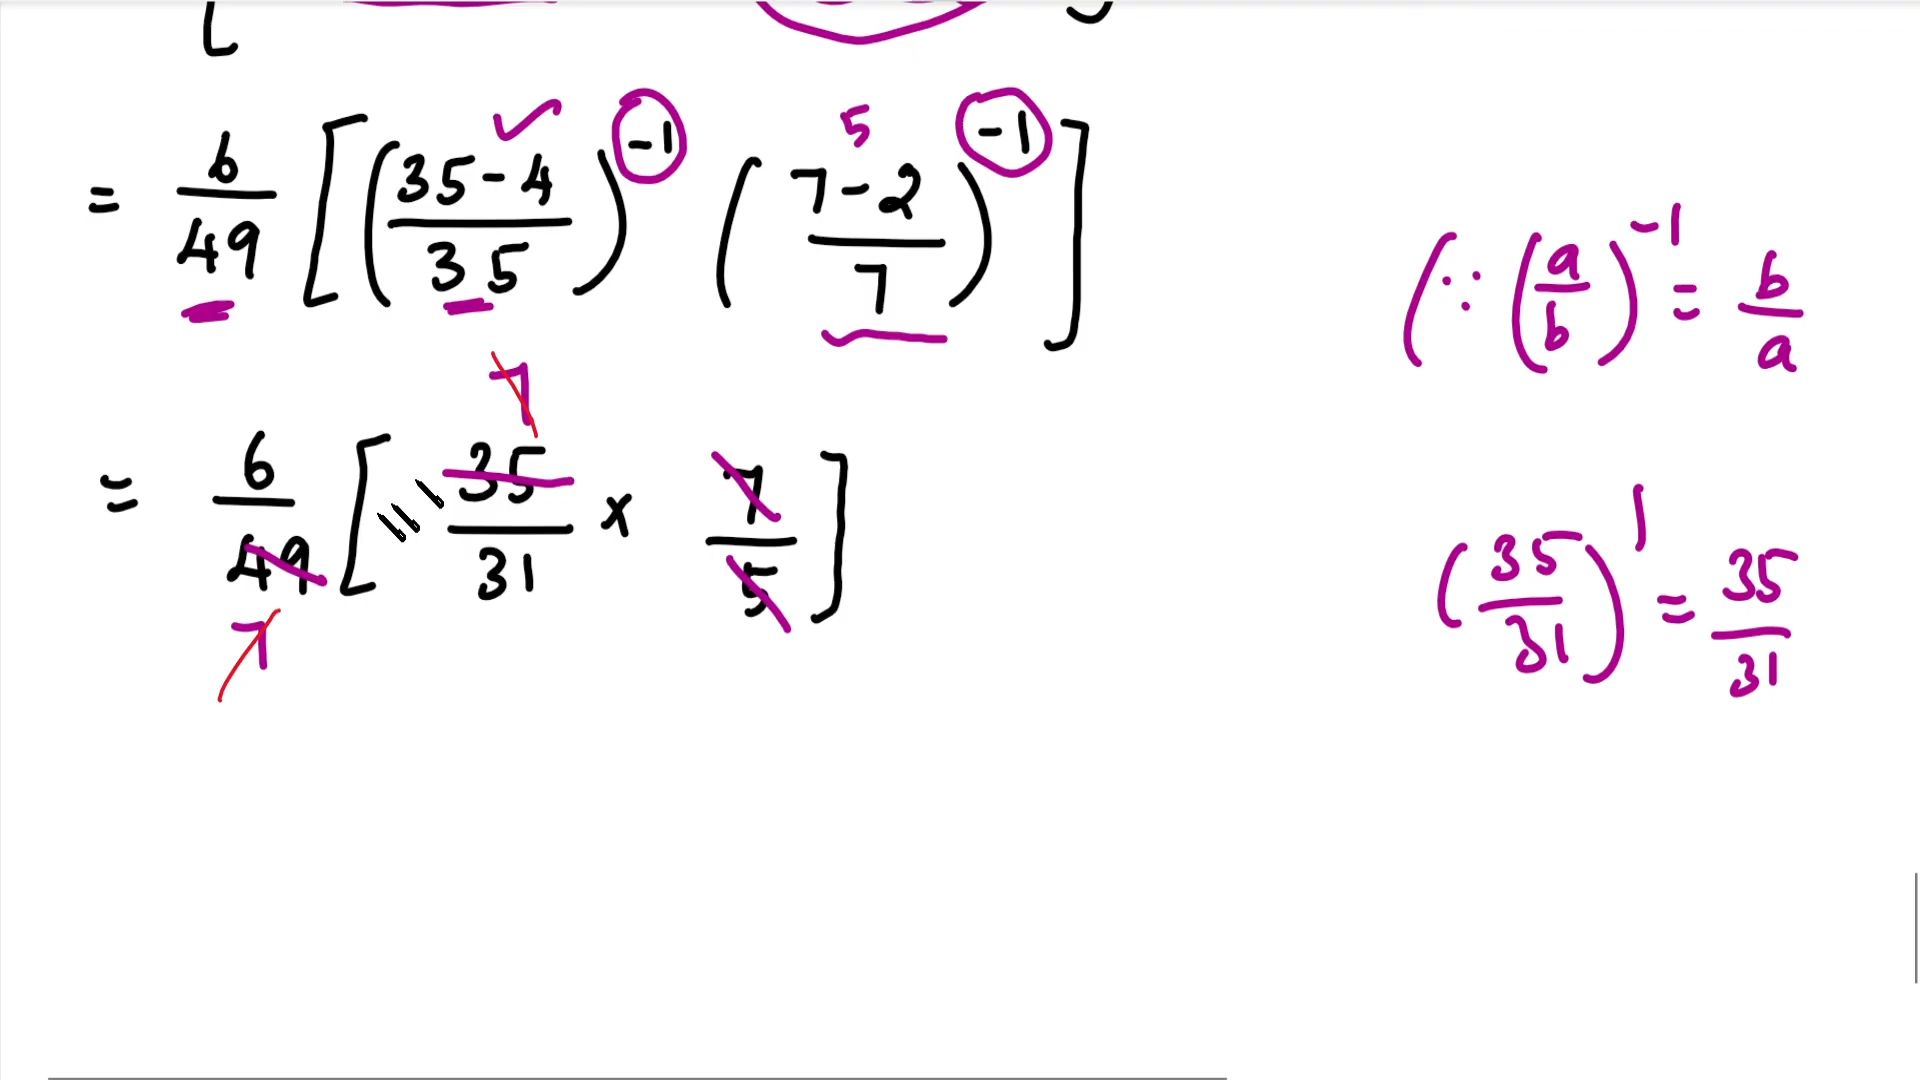 = 6/49 [((35-4)/35)^-1 ((7-2)/7)^-1]
5
(∵ (a/b)^-1 = b/a
7
= 6/49 [35/31 x 7/5]
7
(35/31)^1 = 35/31